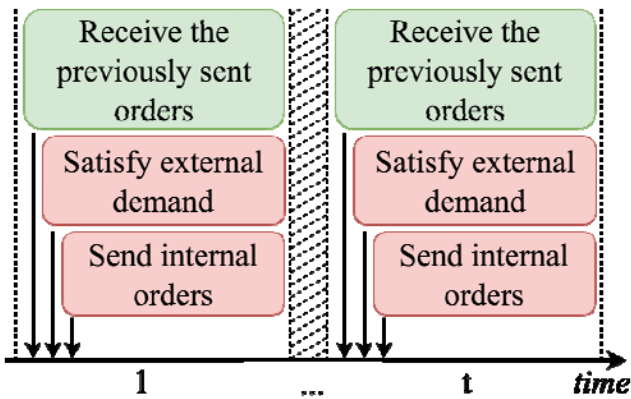 Receive the
previously sent
orders
Satisfy external
demand
Send internal
orders
Receive the
previously sent
orders
Satisfy external
demand
Send internal
orders
1 ... t time